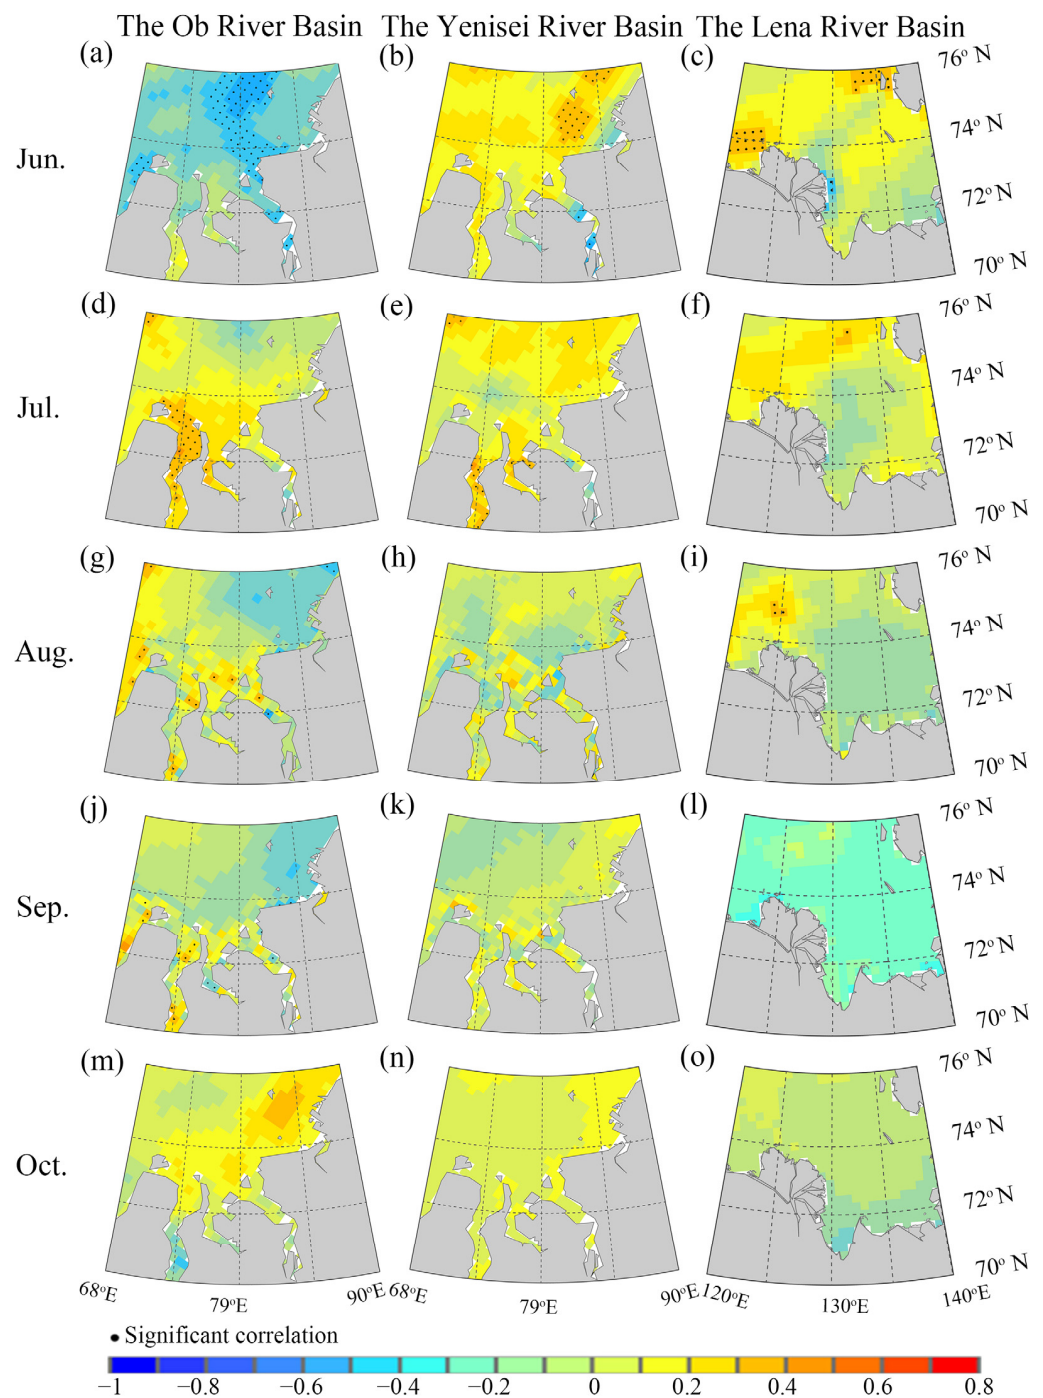 The Ob River Basin The Yenisei River Basin The Lena River Basin
(a) (b) (c) 76° N
74° N
Jun.
72° N
70° N
(d) (e) (f) 76° N
74° N
Jul.
72° N
70° N
(g) (h) (i) 76° N
74° N
Aug.
72° N
70° N
(j) (k) (l) 76° N
74° N
Sep.
72° N
70° N
(m) (n) (o) 76° N
74° N
Oct.
72° N
70° N
68°E 79°E 90°E 68°E 79°E 90°E 120°E 130°E 140°E
Significant correlation
−1 −0.8 −0.6 −0.4 −0.2 0 0.2 0.4 0.6 0.8